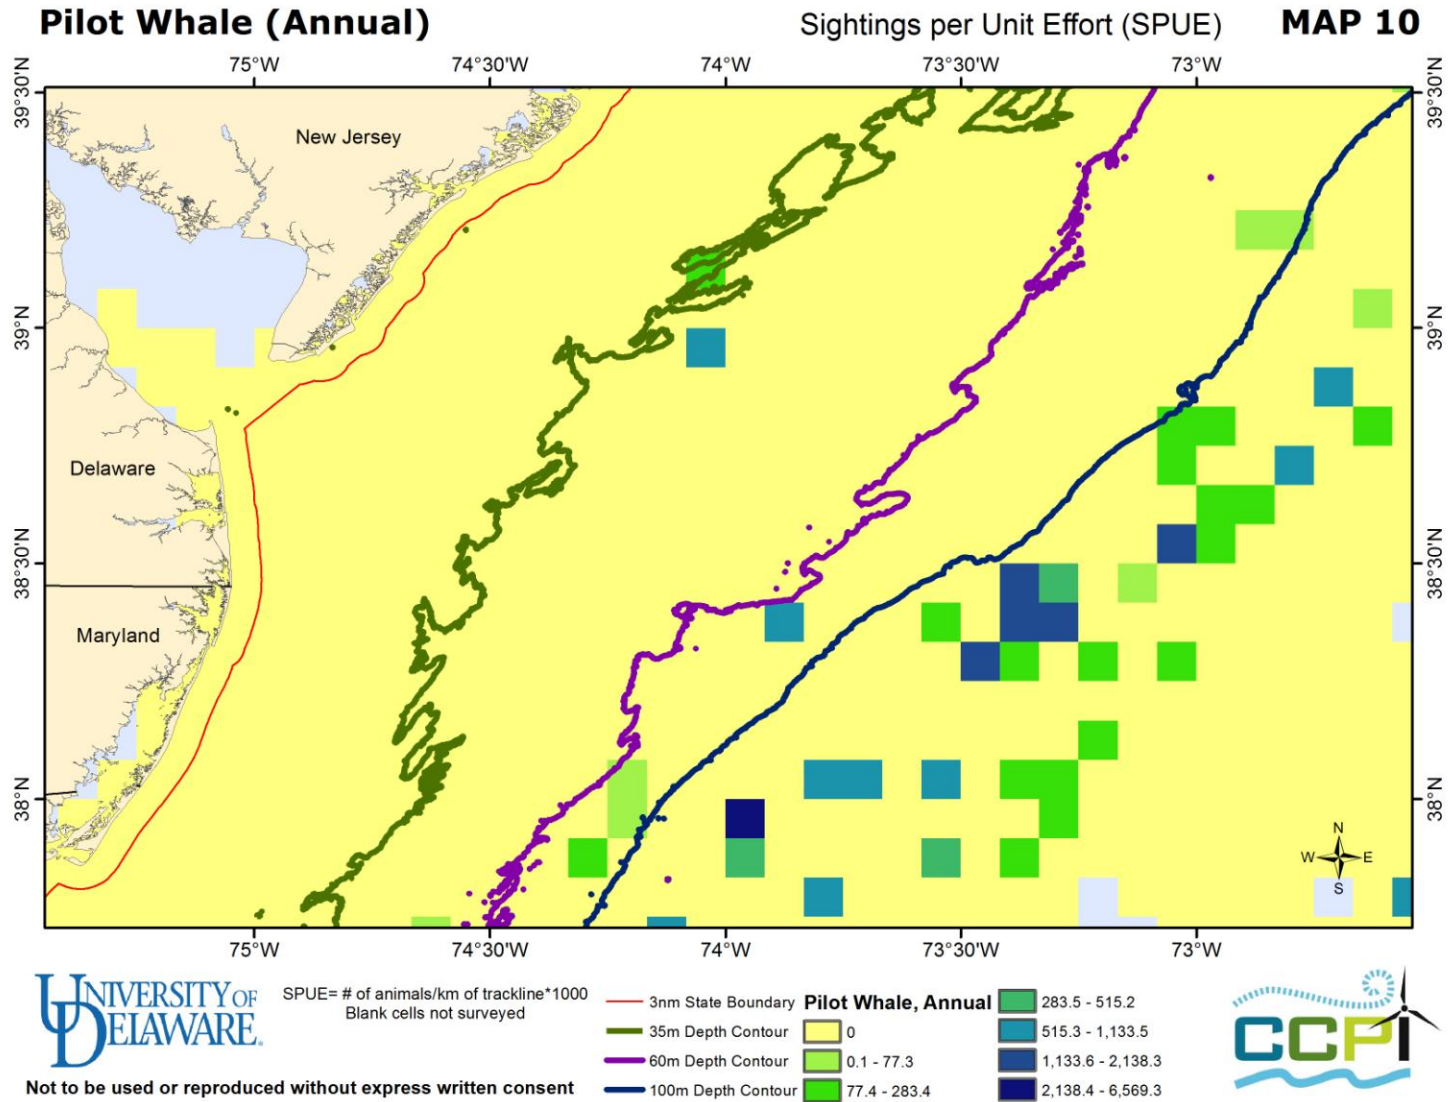 Pilot Whale (Annual)
Sightings per Unit Effort (SPUE)
MAP 10
75°W
74°30'W
74°W
73°30'W
73°W
39°30'N
39°N
38°30'N
38°N
39°30'N
39°N
38°30'N
38°N
New Jersey
Delaware
Maryland
N
W
E
S
75°W
74°30'W
74°W
73°30'W
73°W
UNIVERSITY OF
DELAWARE.
SPUE= # of animals/km of trackline*1000
Blank cells not surveyed
Not to be used or reproduced without express written consent
3nm State Boundary
35m Depth Contour
60m Depth Contour
100m Depth Contour
Pilot Whale, Annual
0
0.1 - 77.3
77.4 - 283.4
283.5 - 515.2
515.3 - 1,133.5
1,133.6 - 2,138.3
2,138.4 - 6,569.3
CCPI